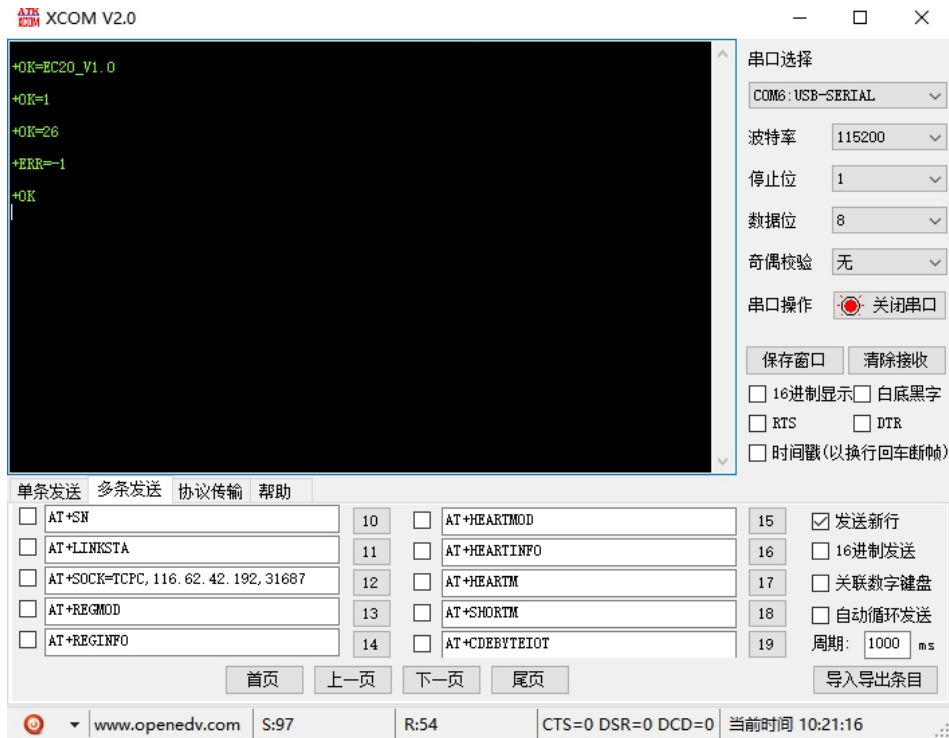 ATK XCOM XCOM V2.0
+OK=EC20_V1.0
+OK=1
+OK=26
+ERR=-1
+OK
串口选择
COM6:USB-SERIAL
波特率 115200
停止位 1
数据位 8
奇偶校验 无
串口操作 关闭串口
保存窗口 清除接收
16进制显示 白底黑字
RTS DTR
时间戳(以换行回车断帧)
单条发送 多条发送 协议传输 帮助
AT+SN 10 AT+HEARTMOD 15 发送新行
AT+LINKSTA 11 AT+HEARTINFO 16 16进制发送
AT+SOCK=TCPC,116.62.42.192,31687 12 AT+HEARTM 17 关联数字键盘
AT+REGMOD 13 AT+SHORTM 18 自动循环发送
AT+REGINFO 14 AT+CDEBYTEIOT 19 周期: 1000 ms
首页 上一页 下一页 尾页 导入导出条目
www.openedv.com S:97 R:54 CTS=0 DSR=0 DCD=0 当前时间 10:21:16